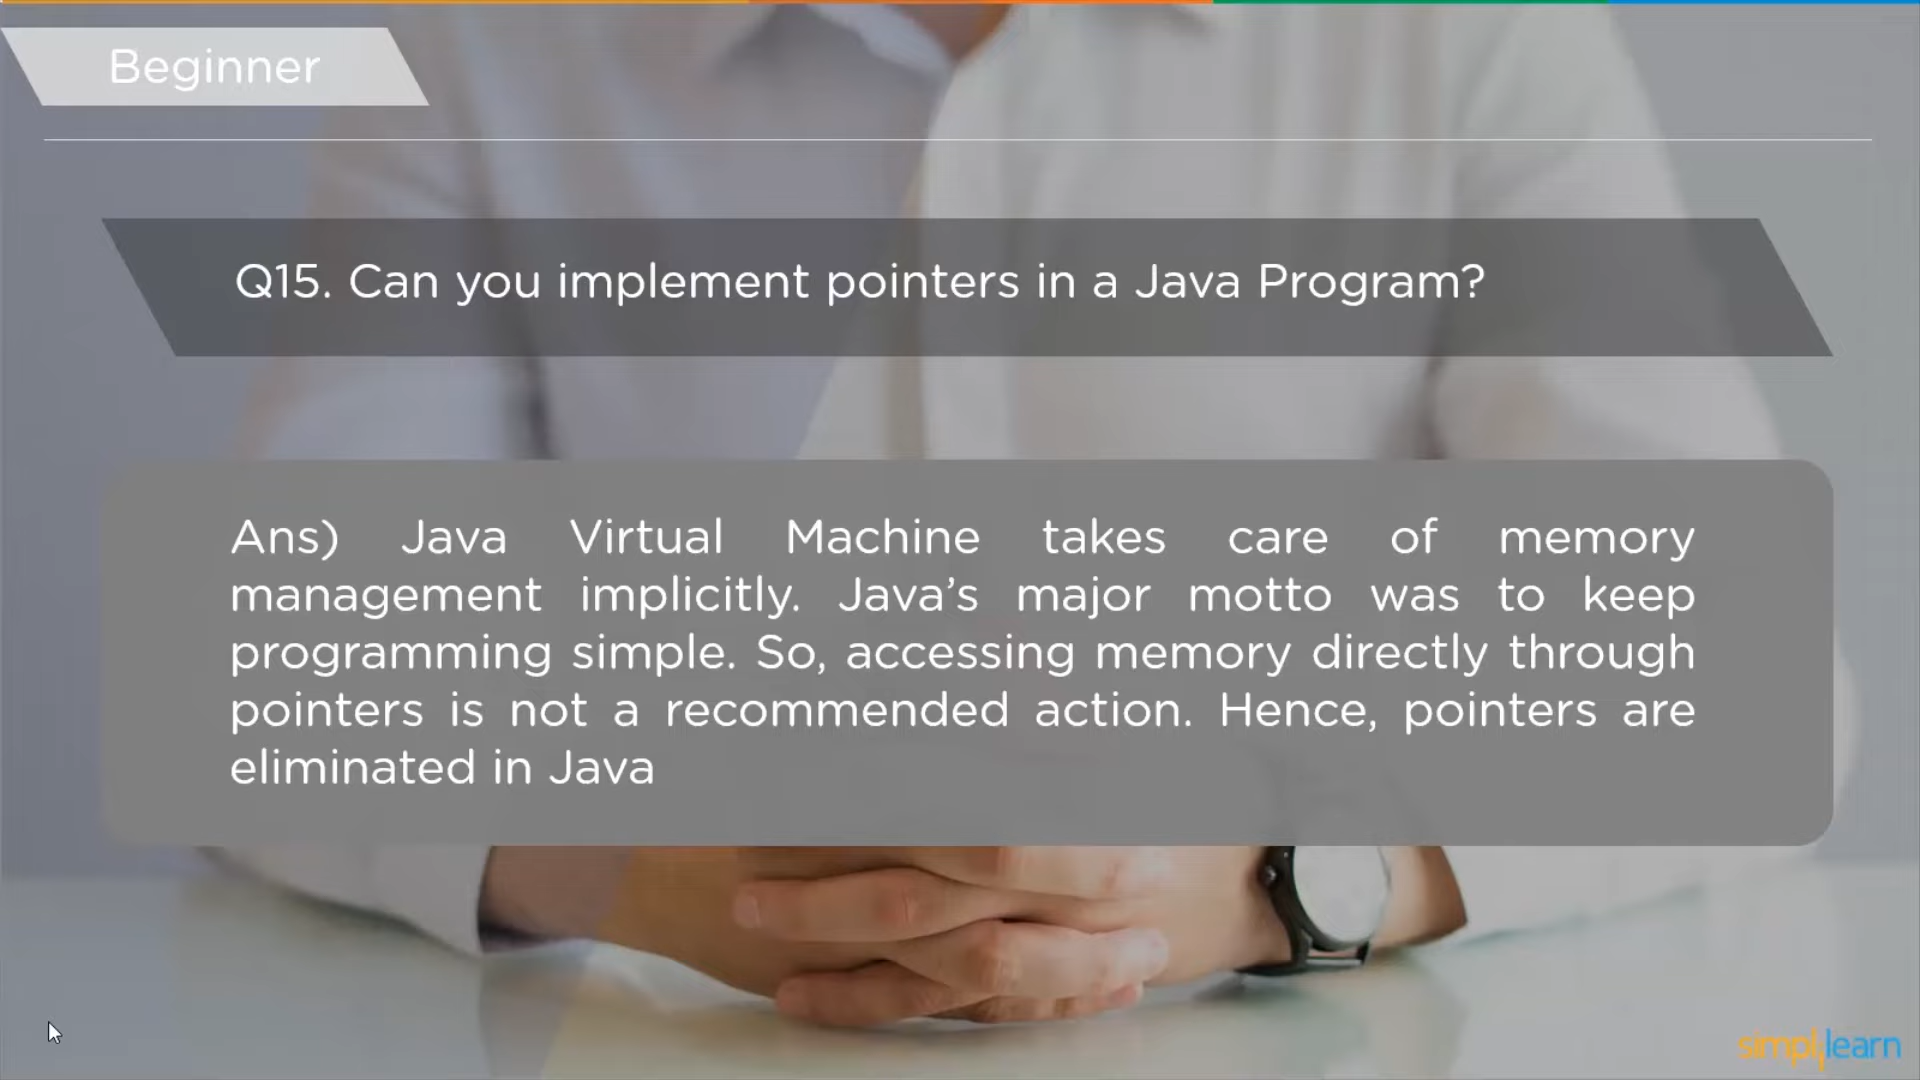 Beginner
Q15. Can you implement pointers in a Java Program?
Ans) Java Virtual Machine takes care of memory
management implicitly. Java’s major motto was to keep
programming simple. So, accessing memory directly through
pointers is not a recommended action. Hence, pointers are
eliminated in Java
simplilearn